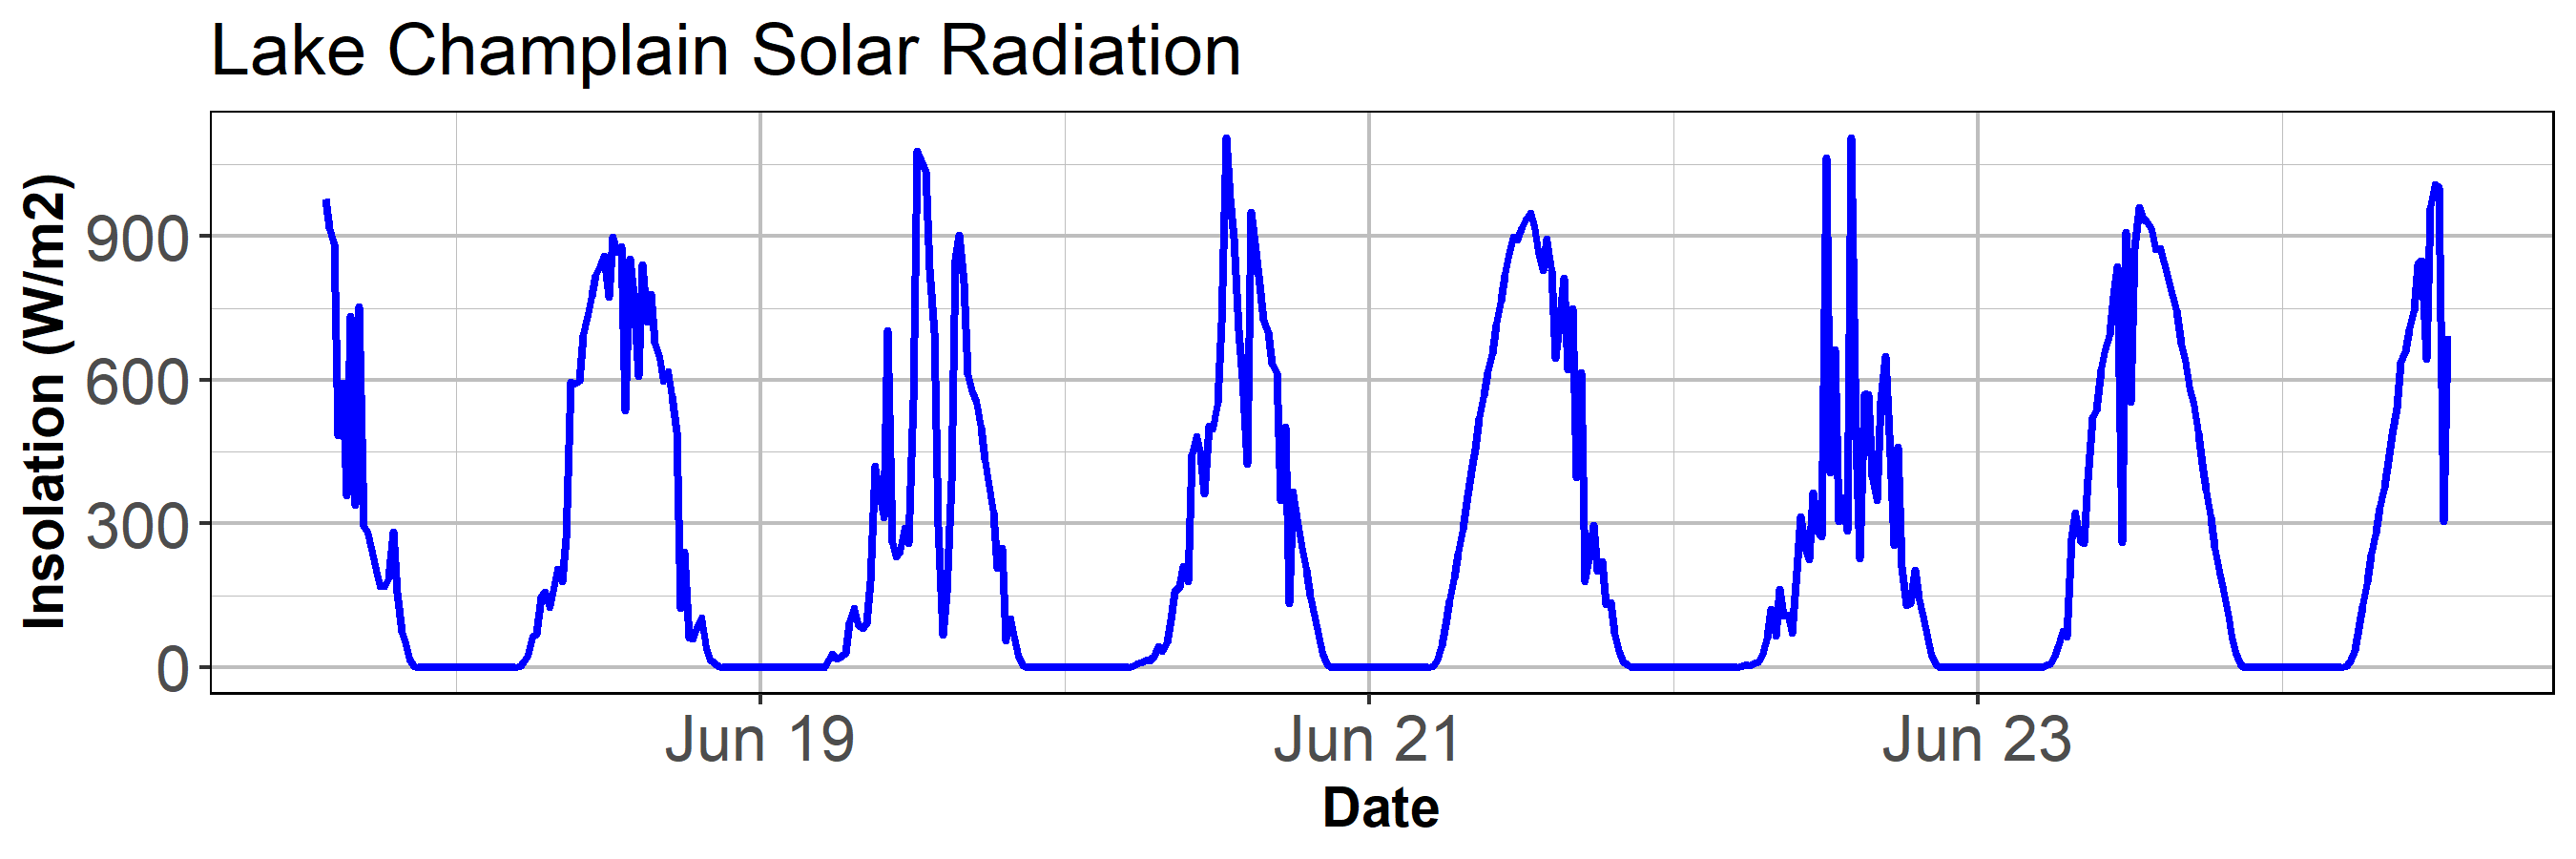 Lake Champlain Solar Radiation
Insolation (W/m2)
900
600
300
0
Jun 19
Jun 21
Jun 23
Date